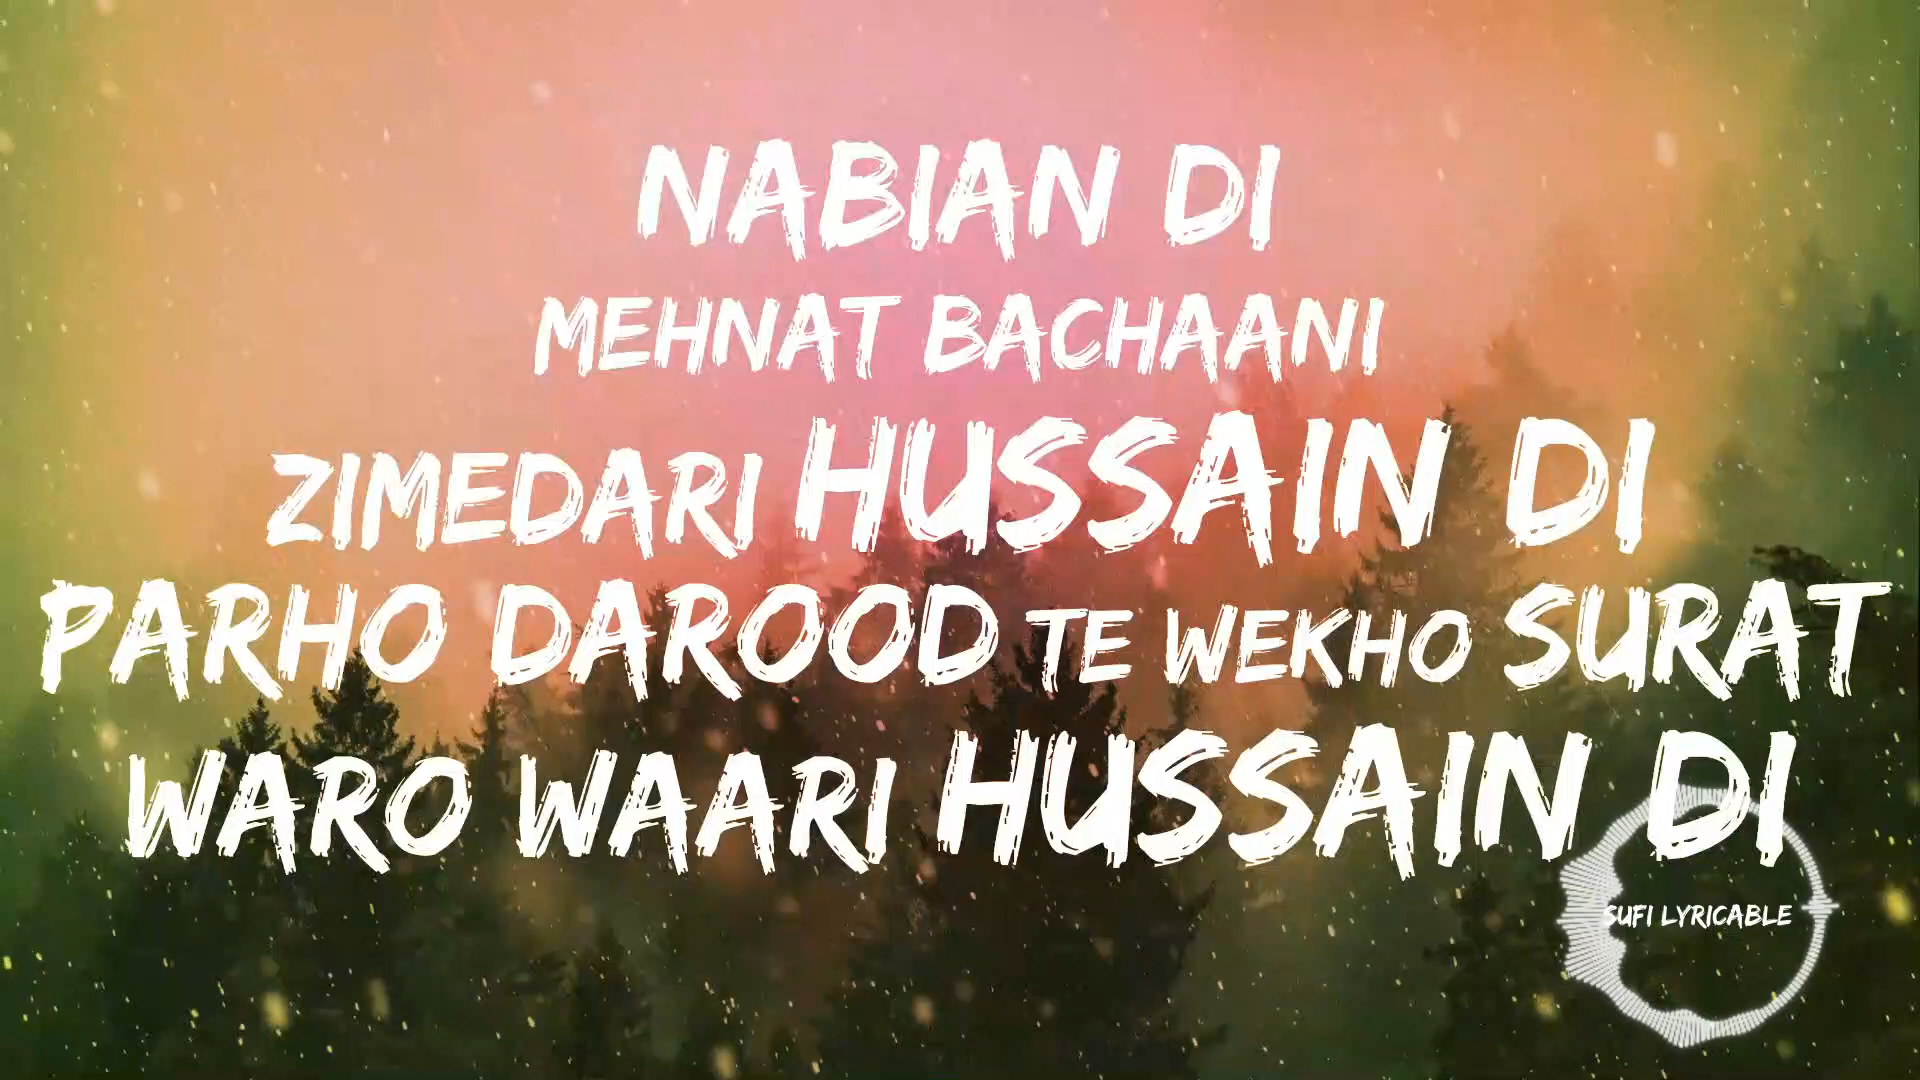 NABIAN DI
MEHNAT BACHAANI
ZIMEDARI HUSSAIN DI
PARHO DAROOD TE WEKHO SURAT
WARO WAARI HUSSAIN DI
SUFI LYRICABLE